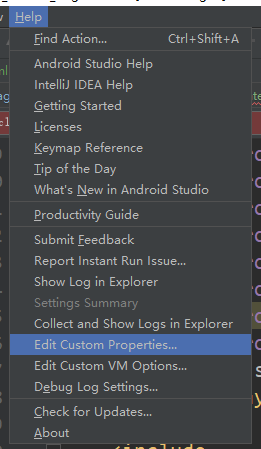 Help
Find Action... Ctrl+Shift+A
Android Studio Help
IntelliJ IDEA Help
Getting Started
Licenses
Keymap Reference
Tip of the Day
What's New in Android Studio
Productivity Guide
Submit Feedback
Report Instant Run Issue...
Show Log in Explorer
Settings Summary
Collect and Show Logs in Explorer
Edit Custom Properties...
Edit Custom VM Options...
Debug Log Settings...
Check for Updates...
About